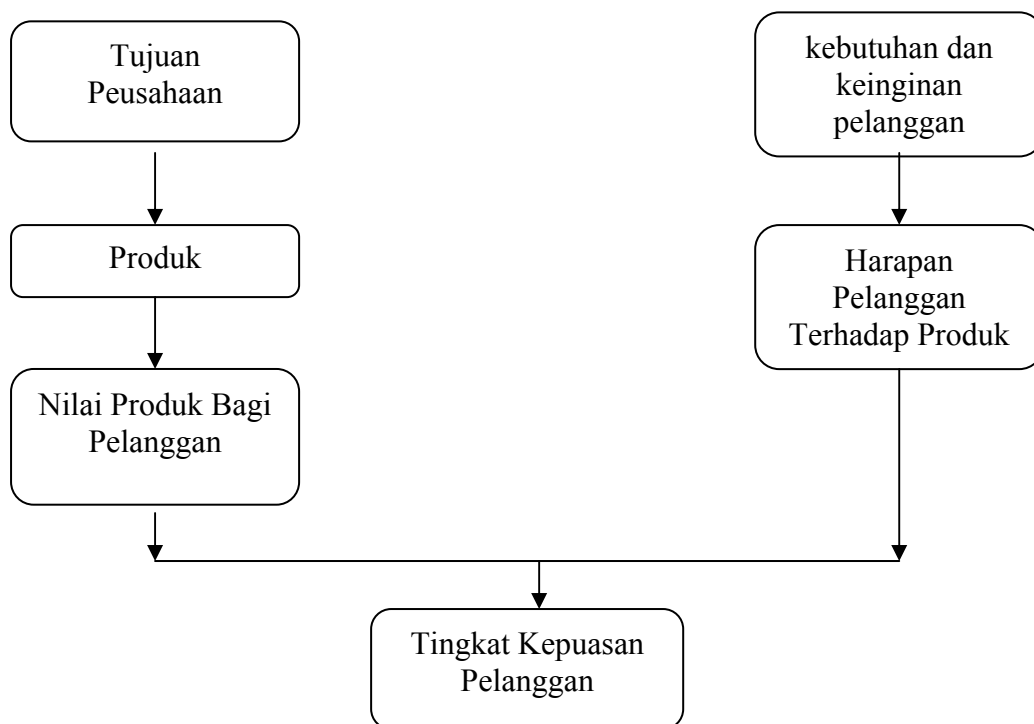 Tujuan
Peusahaan
kebutuhan dan
keinginan
pelanggan
Produk
Harapan
Pelanggan
Terhadap Produk
Nilai Produk Bagi
Pelanggan
Tingkat Kepuasan
Pelanggan